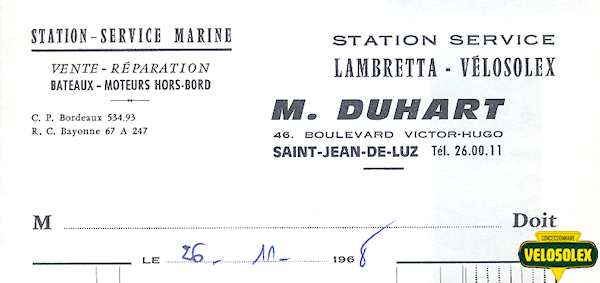 STATION-SERVICE MARINE
VENTE - RÉPARATION
BATEAUX - MOTEURS HORS-BORD
C. P. Bordeaux 534.93
R. C. Bayonne 67 A 247
STATION SERVICE
LAMBRETTA - VÉLOSOLEX
M. DUHART
46, BOULEVARD VICTOR-HUGO
SAINT-JEAN-DE-LUZ Tél. 26.00.11
M Doit
LE 26 - 11 - 1968
CONCESSIONNAIRE
VELOSOLEX